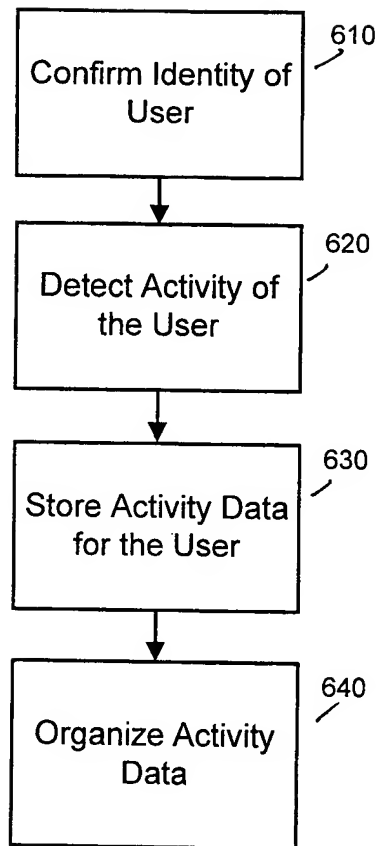 610
Confirm Identity of
User
620
Detect Activity of
the User
630
Store Activity Data
for the User
640
Organize Activity
Data